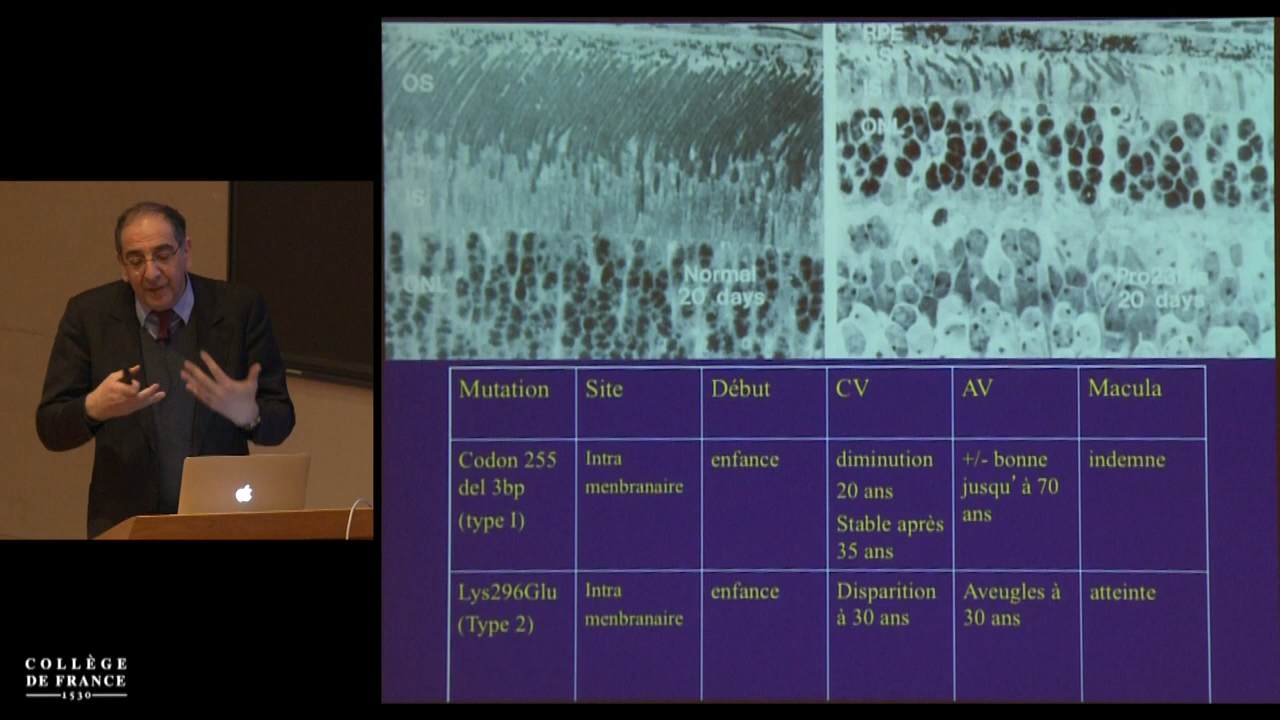 OS
IS
ONL
Normal
20 days
RPE
IS
ONL
20 days
Mutation
Site
Début
CV
AV
Macula
Codon 255
del 3bp
(type I)
Intra
menbranaire
enfance
diminution
20 ans
Stable après
35 ans
+/- bonne
jusqu’à 70
ans
indemne
Lys296Glu
(Type 2)
Intra
menbranaire
enfance
Disparition
à 30 ans
Aveugles à
30 ans
atteinte
COLLÈGE
DE FRANCE
1530